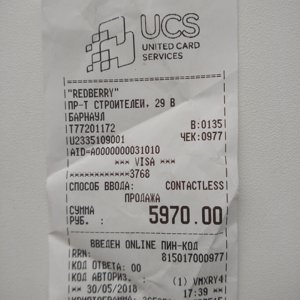 UCS
UNITED CARD
SERVICES
"REDBERRY"
ПР-Т СТРОИТЕЛЕЙ, 29 В
БАРНАУЛ
T77201172 В:0135
U2335109001 ЧЕК:0977
AID-A0000000031010
*** VISA ***
************3768
СПОСОБ ВВОДА: CONTACTLESS
ПРОДАЖА
СУММА
РУБ. : 5970.00
ВВЕДЕН ONLINE ПИН-КОД
RRN: 815017000977
КОД ОТВЕТА: 00
КОД АВТОРИЗ. : (1) VMXRY4
** 30/05/2018 17:39 **
КРИПТОГРАММА: